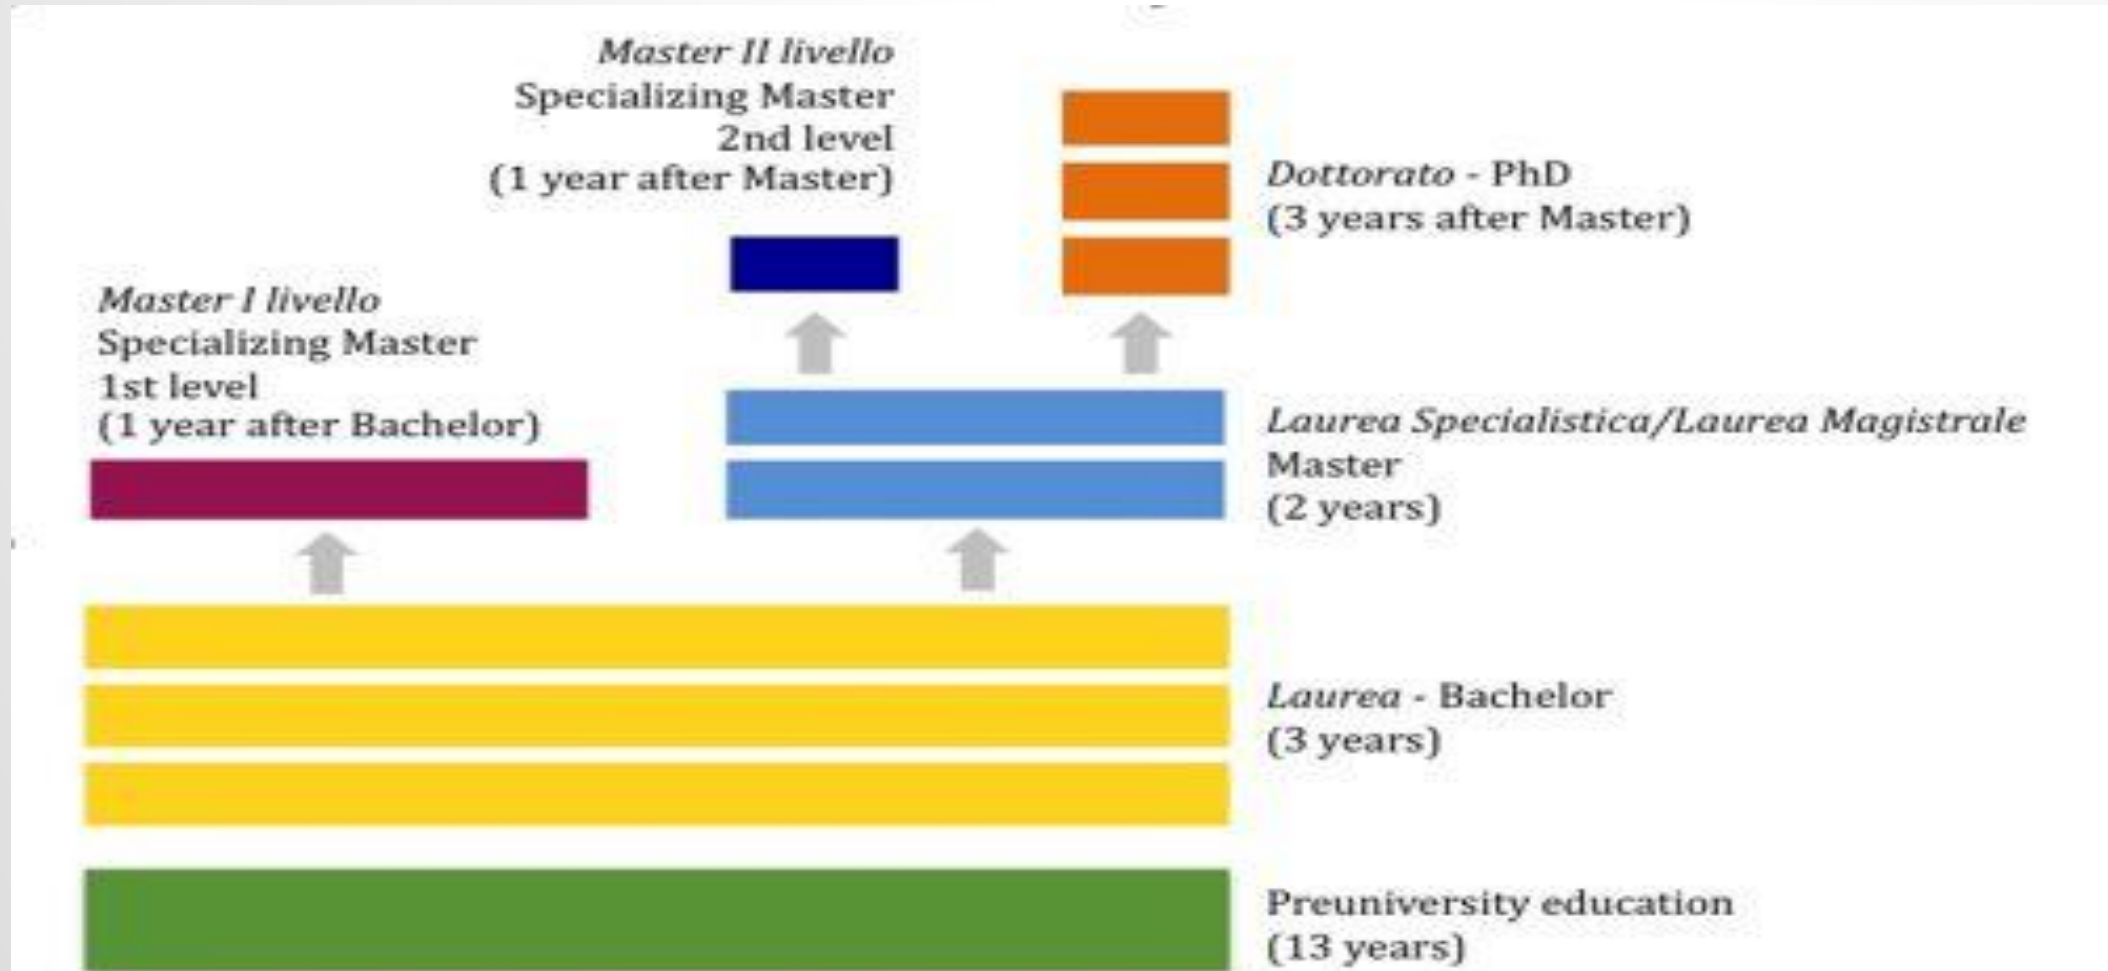 Master II livello
Specializing Master
2nd level
(1 year after Master)
Dottorato - PhD
(3 years after Master)
Master I livello
Specializing Master
1st level
(1 year after Bachelor)
Laurea Specialistica/Laurea Magistrale
Master
(2 years)
Laurea - Bachelor
(3 years)
Preuniversity education
(13 years)